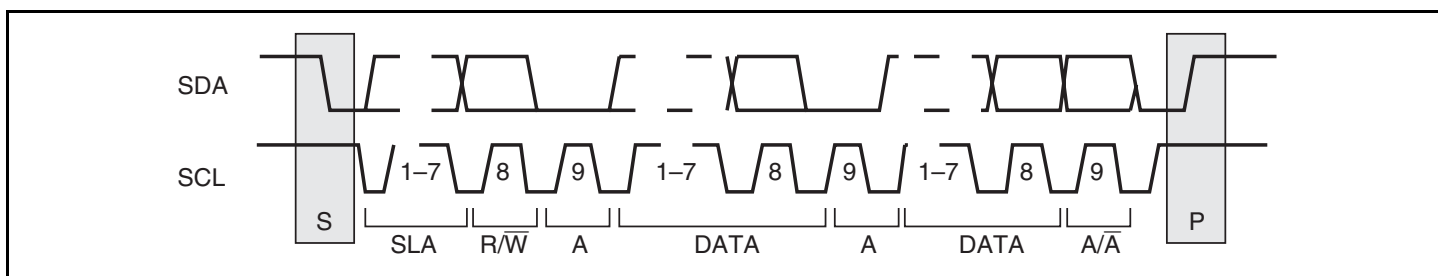 SDA
SCL
1–7 8 9 1–7 8 9 1–7 8 9
S P
SLA R/W̅ A DATA A DATA A/A̅